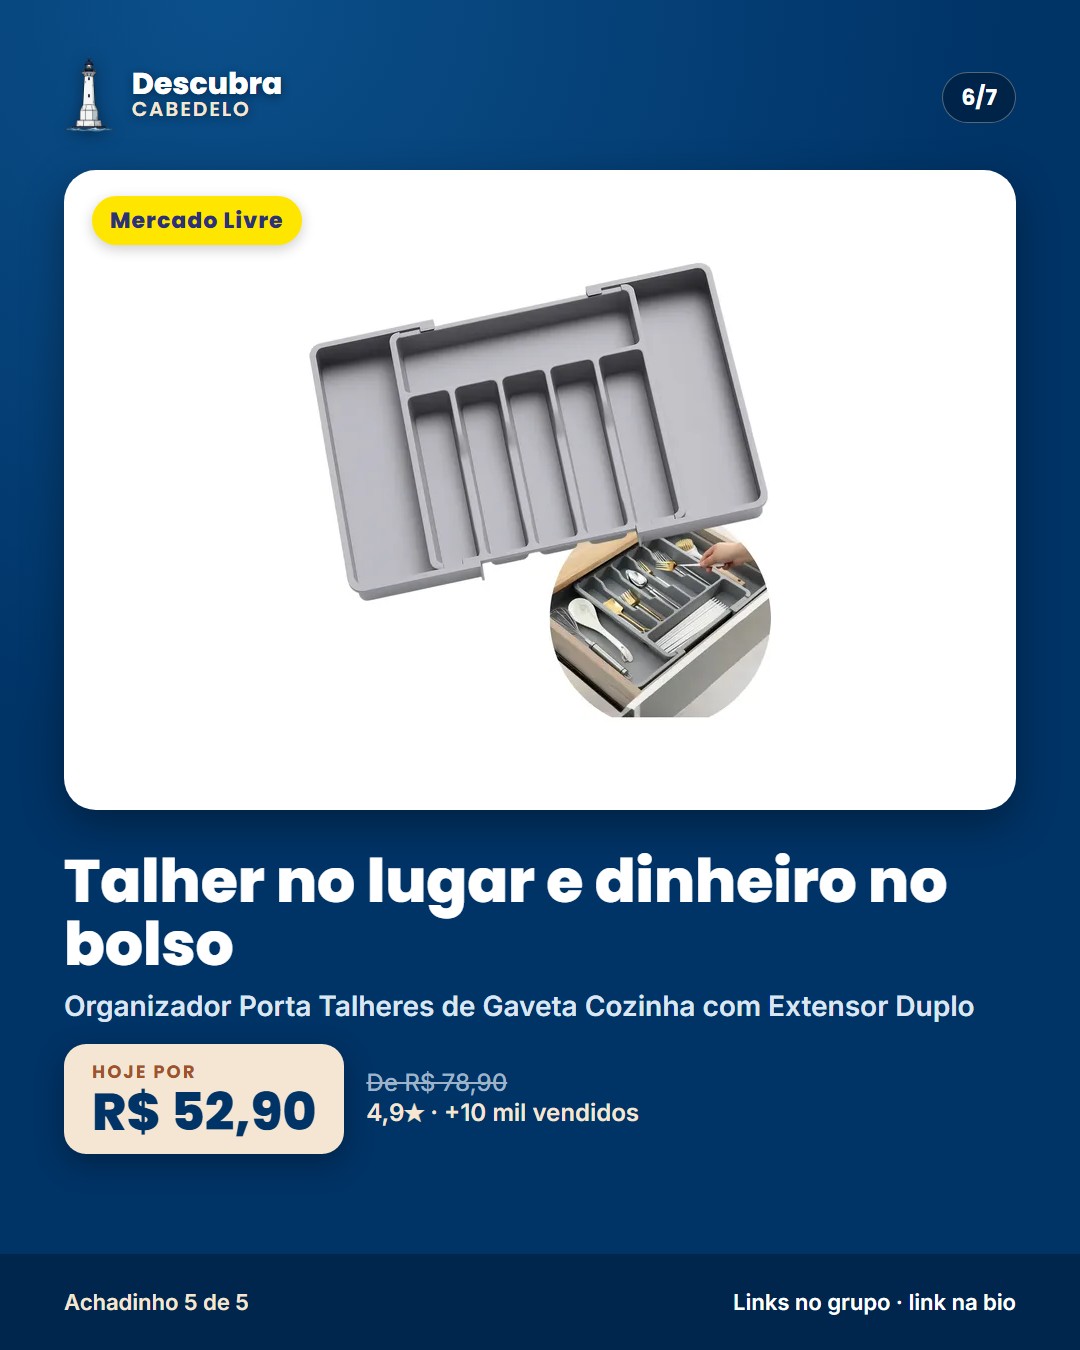 Descubra
CABEDELO
6/7
Mercado Livre
Talher no lugar e dinheiro no
bolso
Organizador Porta Talheres de Gaveta Cozinha com Extensor Duplo
HOJE POR
R$ 52,90
De R$ 78,90
4,9★ · +10 mil vendidos
Achadinho 5 de 5
Links no grupo · link na bio